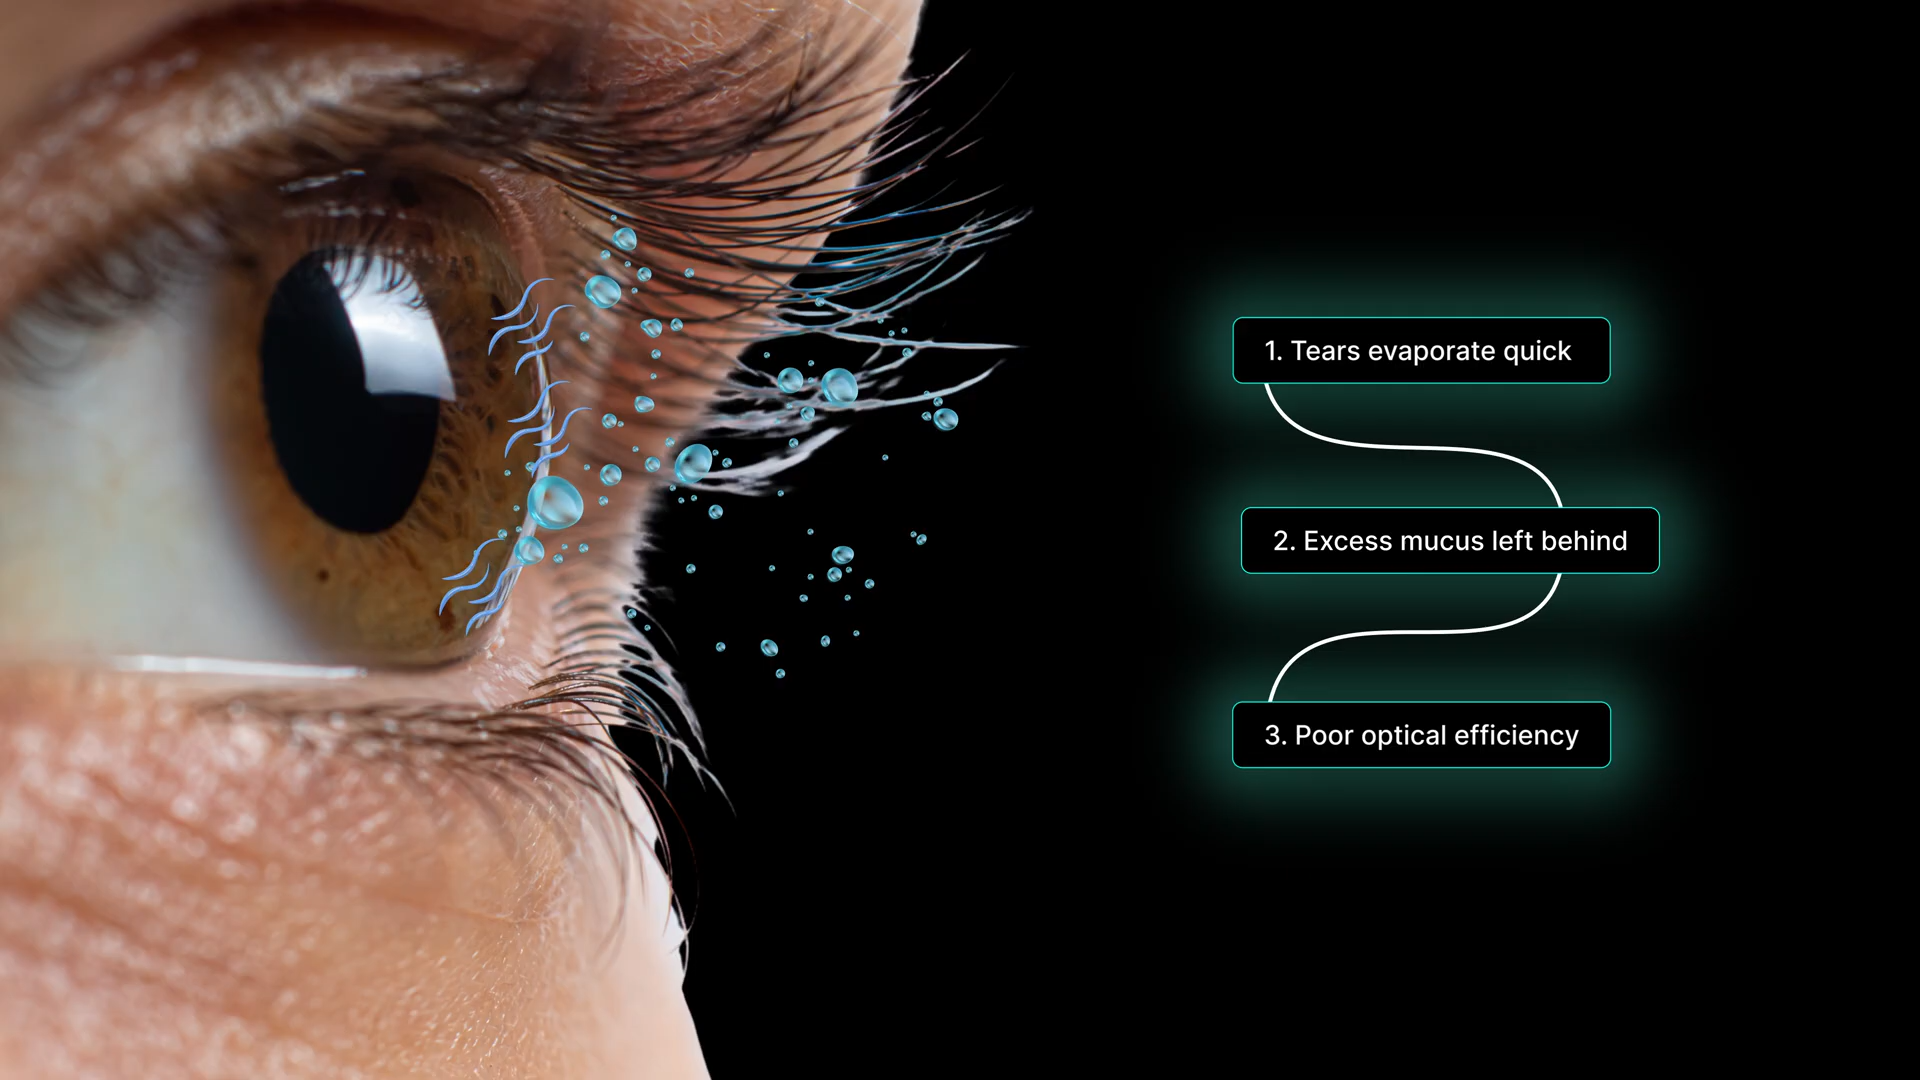 1. Tears evaporate quick
2. Excess mucus left behind
3. Poor optical efficiency